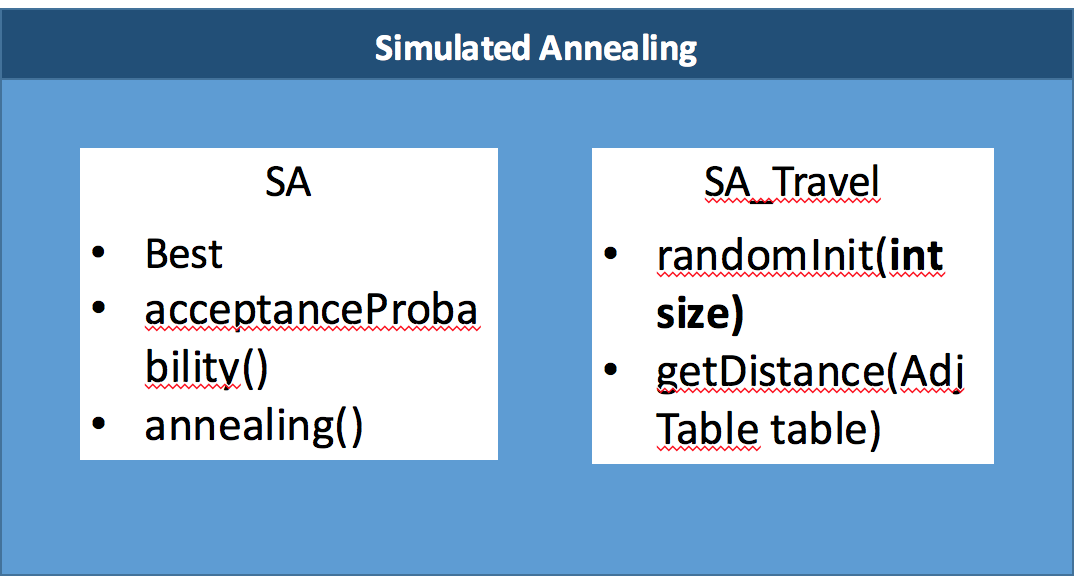 Simulated Annealing
SA
• Best
• acceptanceProba
bility()
• annealing()
SA_Travel
• randomInit(int
size)
• getDistance(Adj
Table table)